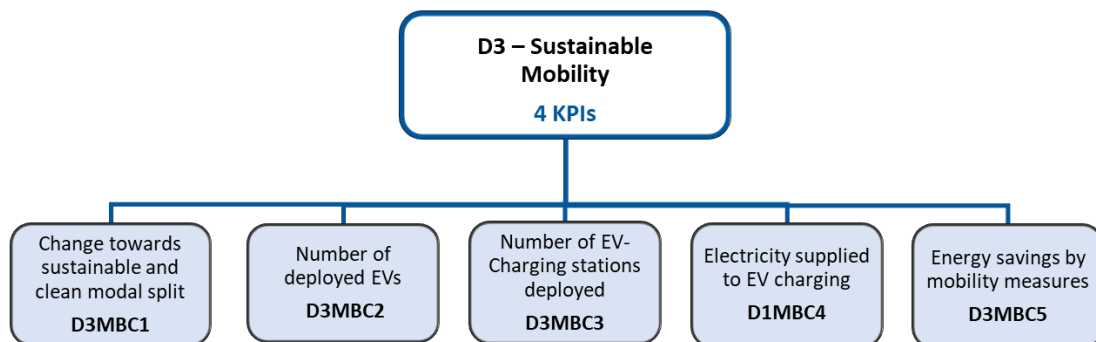 D3 – Sustainable
Mobility
4 KPIs
Change towards
sustainable and
clean modal split
D3MBC1
Number of
deployed EVs
D3MBC2
Number of EV-
Charging stations
deployed
D3MBC3
Electricity supplied
to EV charging
D1MBC4
Energy savings by
mobility measures
D3MBC5